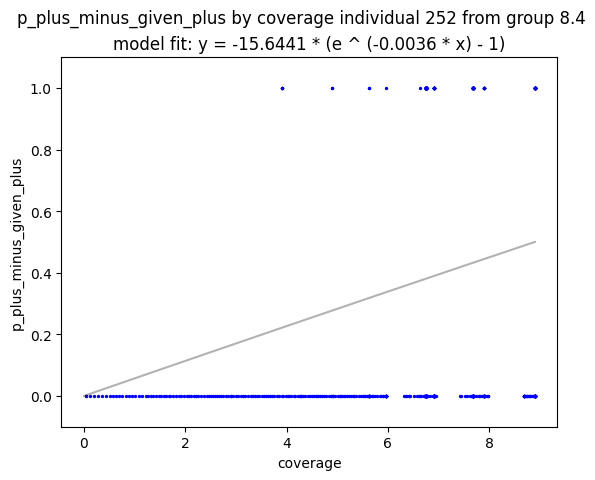 p_plus_minus_given_plus by coverage individual 252 from group 8.4
model fit: y = -15.6441 * (e ^ (-0.0036 * x) - 1)
1.0
0.8
0.6
0.4
0.2
0.0
p_plus_minus_given_plus
0 2 4 6 8
coverage